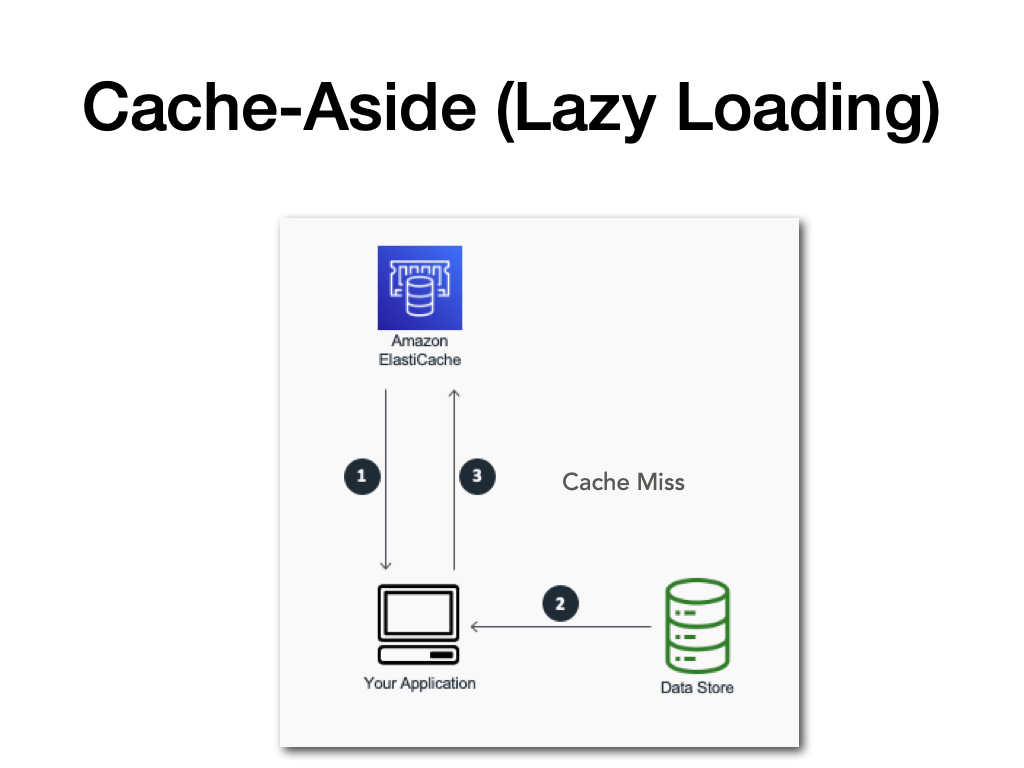 Cache-Aside (Lazy Loading)
Amazon
ElastiCache
1
3
Cache Miss
2
Your Application
Data Store